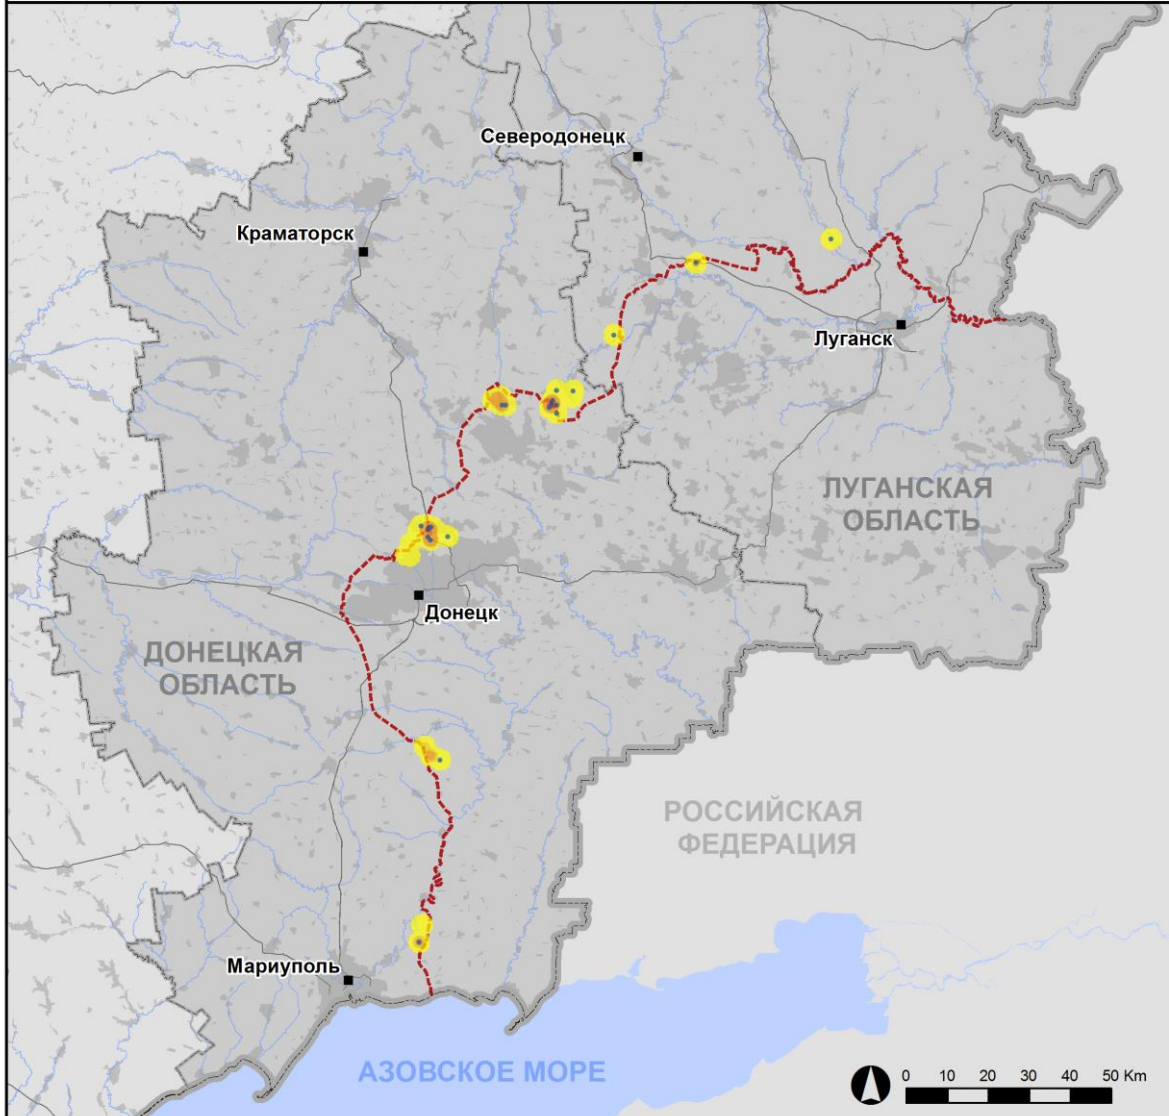 Северодонецк
Краматорск
Луганск
ЛУГАНСКАЯ
ОБЛАСТЬ
Донецк
ДОНЕЦКАЯ
ОБЛАСТЬ
РОССИЙСКАЯ
ФЕДЕРАЦИЯ
Мариуполь
АЗОВСКОЕ МОРЕ
0 10 20 30 40 50 Km